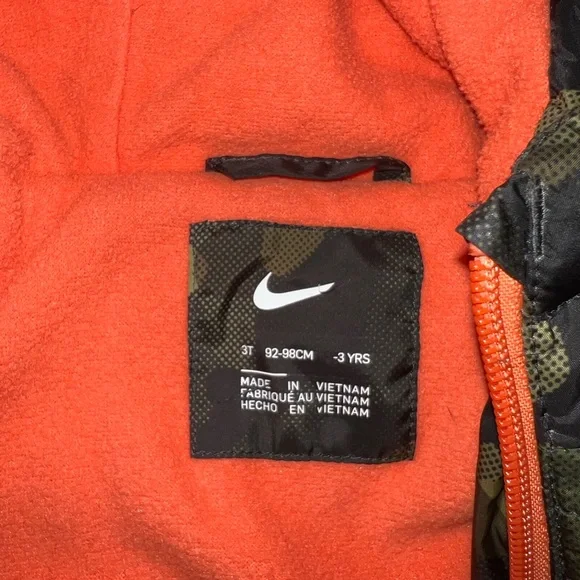 3T 92-98CM -3 YRS
MADE IN VIETNAM
FABRIQUÉ AU VIETNAM
HECHO EN VIETNAM